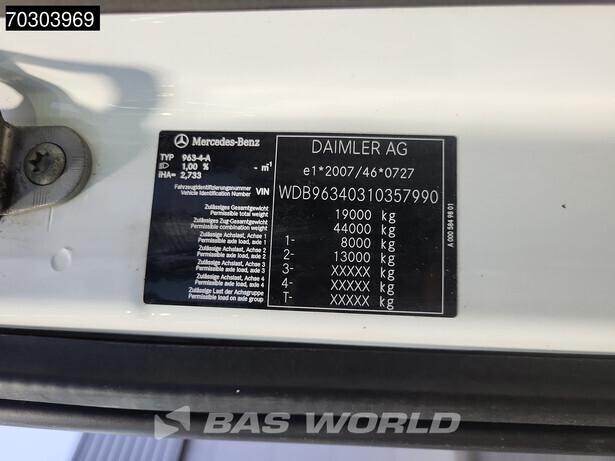 70303969
Mercedes-Benz
TYP 963-4-A
1,00 % - m⁻¹
IHA= 2,733
Fahrzeugidentifizierungsnummer
Vehicle Identification Number VIN
Zulässiges Gesamtgewicht
Permissible total weight
Zulässiges Zug-Gesamtgewicht
Permissible combination weight
Zulässige Achslast, Achse 1
Permissible axle load, axle 1
Zulässige Achslast, Achse 2
Permissible axle load, axle 2
Zulässige Achslast, Achse 3
Permissible axle load, axle 3
Zulässige Achslast, Achse 4
Permissible axle load, axle 4
Zulässige Last der Achsgruppe
Permissible load on axle group
DAIMLER AG
e1*2007/46*0727
WDB96340310357990
19000 kg
44000 kg
1- 8000 kg
2- 13000 kg
3- XXXXX kg
4- XXXXX kg
T- XXXXX kg
A 000 584 98 01
BAS WORLD